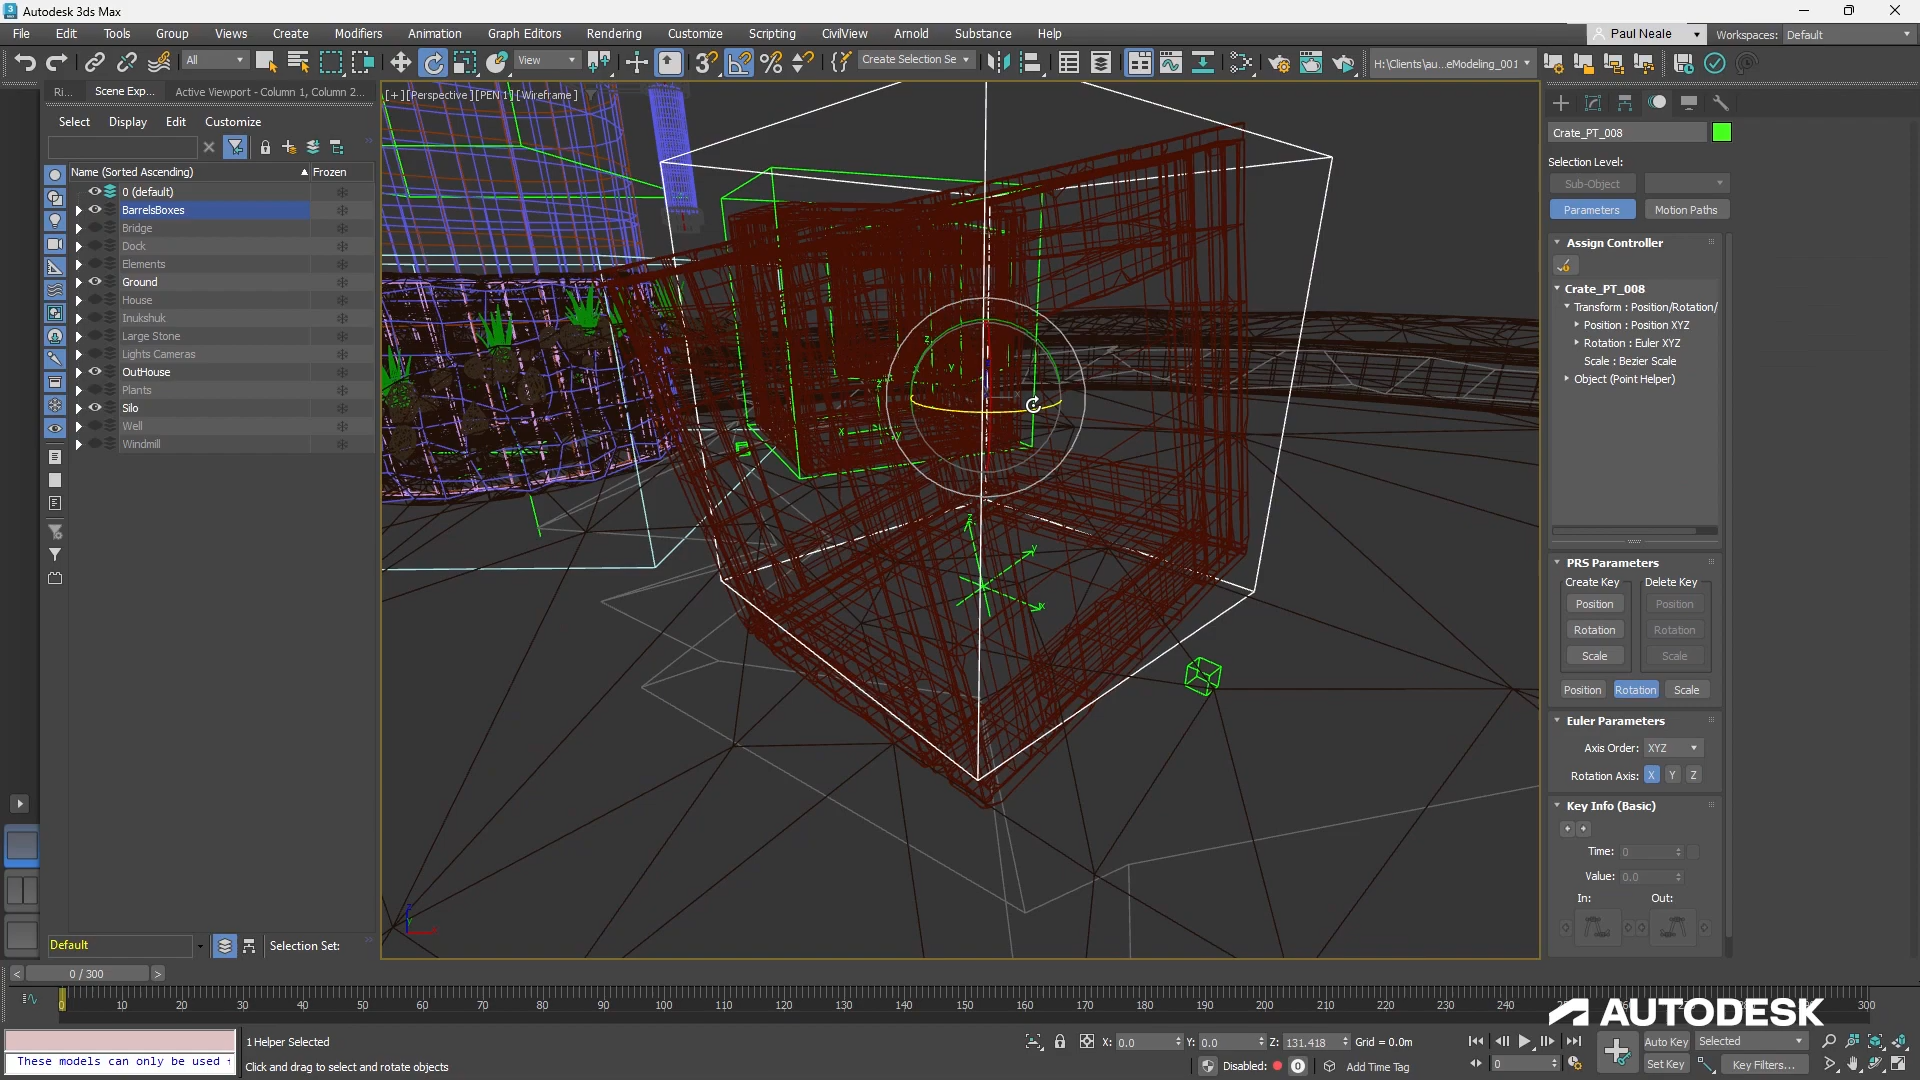 Autodesk 3ds Max
File Edit Tools Group Views Create Modifiers Animation Graph Editors Rendering Customize Scripting CivilView Arnold Substance Help
Paul Neale Workspaces: Default
All View Create Selection Se H:\Clients\au...eModeling_001
Ri... Scene Exp... Active Viewport - Column 1, Column 2...
[+][Perspective][PEN 1][Wireframe]
Select Display Edit Customize
Name (Sorted Ascending) Frozen
0 (default)
BarrelsBoxes
Bridge
Dock
Elements
Ground
House
Inukshuk
Large Stone
Lights Cameras
OutHouse
Plants
Silo
Well
Windmill
Default Selection Set:
Crate_PT_008
Selection Level:
Sub-Object
Parameters Motion Paths
Assign Controller
Crate_PT_008
Transform : Position/Rotation/
Position : Position XYZ
Rotation : Euler XYZ
Scale : Bezier Scale
Object (Point Helper)
PRS Parameters
Create Key Delete Key
Position Position
Rotation Rotation
Scale Scale
Position Rotation Scale
Euler Parameters
Axis Order: XYZ
Rotation Axis: X Y Z
Key Info (Basic)
Time: 0
Value: 0.0
In: Out:
< 0 / 300 >
0 10 20 30 40 50 60 70 80 90 100 110 120 130 140 150 160 170 180 190 200 210 220 230 240 300
AUTODESK
1 Helper Selected X: 0.0 Y: 0.0 Z: 131.418 Grid = 0.0m Auto Key Selected
These models can only be used Click and drag to select and rotate objects Disabled: 0 Add Time Tag 0 Set Key Key Filters...